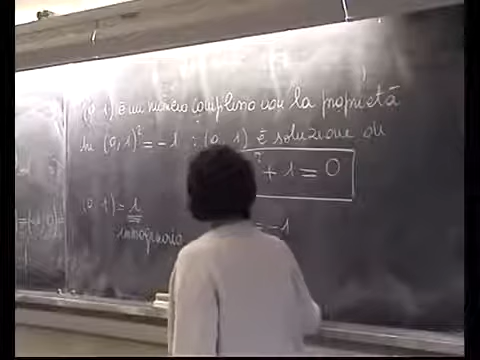 (0,1) è un numero complesso con la proprietà
che (0,1)² = -1 : (0,1) è soluzione di
² + 1 = 0
(0,1) = i
immaginaria
= -1